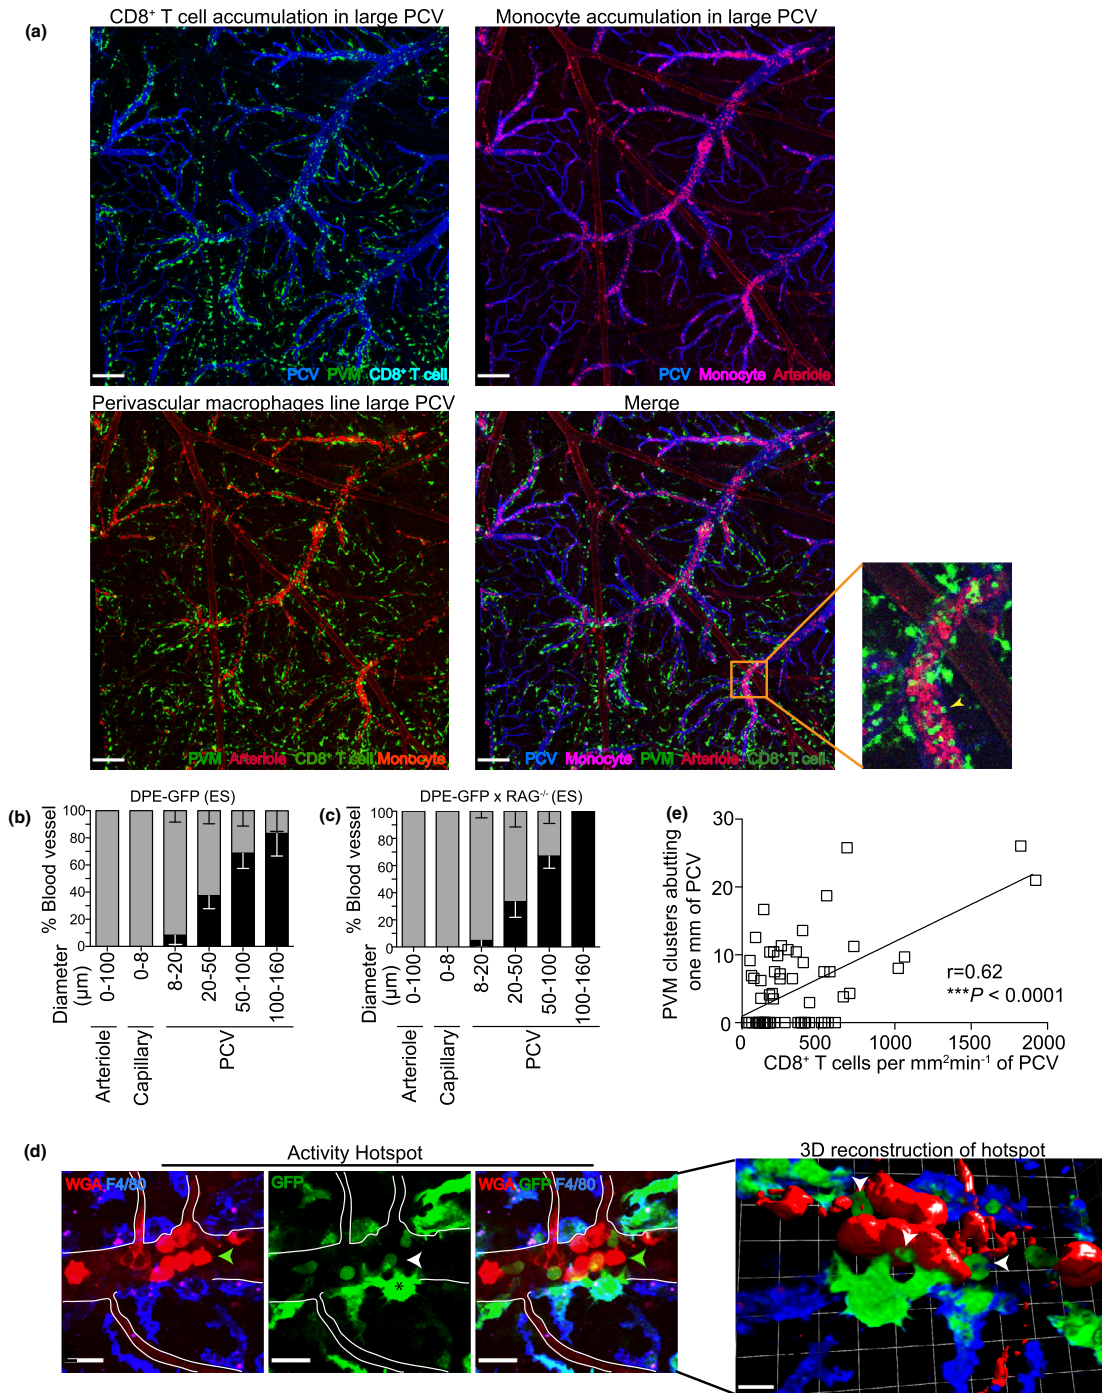 (a)
CD8⁺ T cell accumulation in large PCV
Monocyte accumulation in large PCV
PCV PVM CD8⁺ T cell
PCV Monocyte Arteriole
Perivascular macrophages line large PCV
Merge
PVM Arteriole CD8⁺ T cell Monocyte
PCV Monocyte PVM Arteriole CD8⁺ T cell
(b)
DPE-GFP (ES)
% Blood vessel
100
80
60
40
20
0
Diameter (µm)
0-100
0-8
8-20
20-50
50-100
100-160
Arteriole
Capillary
PCV
(c)
DPE-GFP x RAG⁻/⁻ (ES)
% Blood vessel
100
80
60
40
20
0
Diameter (µm)
0-100
0-8
8-20
20-50
50-100
100-160
Arteriole
Capillary
PCV
(e)
PVM clusters abutting one mm of PCV
30
20
10
0
r=0.62
***P < 0.0001
0 500 1000 1500 2000
CD8⁺ T cells per mm²min⁻¹ of PCV
(d)
Activity Hotspot
3D reconstruction of hotspot
WGA F4/80
GFP
WGA GFP F4/80
*